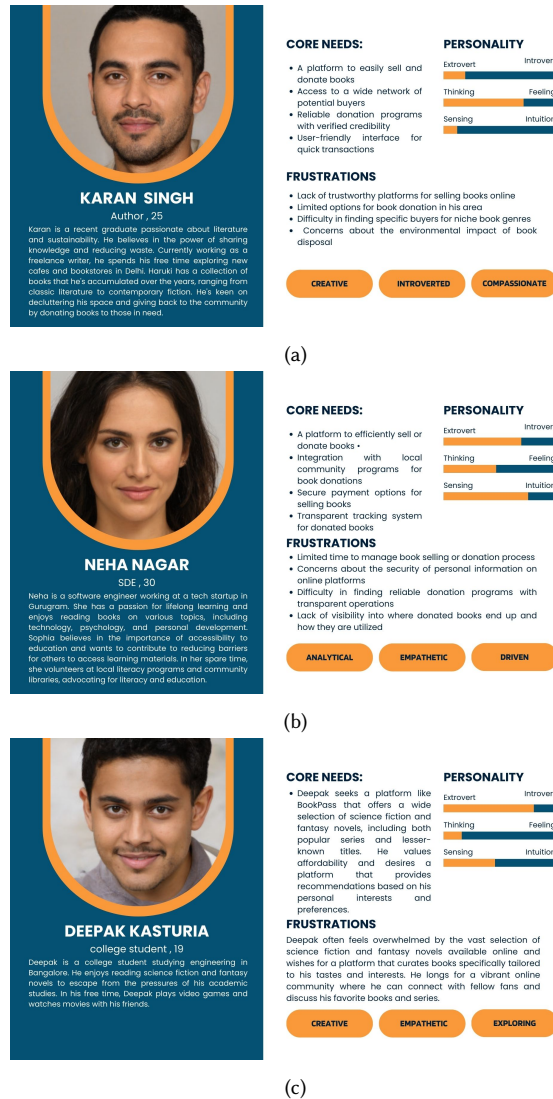 KARAN SINGH
Author , 25
Karan is a recent graduate passionate about literature
and sustainability. He believes in the power of sharing
knowledge and reducing waste. Currently working as a
freelance writer, he spends his free time exploring new
cafes and bookstores in Delhi. Haruki has a collection of
books that he's accumulated over the years, ranging from
classic literature to contemporary fiction. He's keen on
decluttering his space and giving back to the community
by donating books to those in need.
CORE NEEDS:
• A platform to easily sell and
donate books
• Access to a wide network of
potential buyers
• Reliable donation programs
with verified credibility
• User-friendly interface for
quick transactions
PERSONALITY
Extrovert Introver
Thinking Feeling
Sensing Intuition
FRUSTRATIONS
• Lack of trustworthy platforms for selling books online
• Limited options for book donation in his area
• Difficulty in finding specific buyers for niche book genres
• Concerns about the environmental impact of book
disposal
CREATIVE INTROVERTED COMPASSIONATE
(a)
NEHA NAGAR
SDE , 30
Neha is a software engineer working at a tech startup in
Gurugram. She has a passion for lifelong learning and
enjoys reading books on various topics, including
technology, psychology, and personal development.
Sophia believes in the importance of accessibility to
education and wants to contribute to reducing barriers
for others to access learning materials. In her spare time,
she volunteers at local literacy programs and community
libraries, advocating for literacy and education.
CORE NEEDS:
• A platform to efficiently sell or
donate books •
• Integration with local
community programs for
book donations
• Secure payment options for
selling books
• Transparent tracking system
for donated books
PERSONALITY
Extrovert Introver
Thinking Feeling
Sensing Intuition
FRUSTRATIONS
• Limited time to manage book selling or donation process
• Concerns about the security of personal information on
online platforms
• Difficulty in finding reliable donation programs with
transparent operations
• Lack of visibility into where donated books end up and
how they are utilized
ANALYTICAL EMPATHETIC DRIVEN
(b)
DEEPAK KASTURIA
college student , 19
Deepak is a college student studying engineering in
Bangalore. He enjoys reading science fiction and fantasy
novels to escape from the pressures of his academic
studies. In his free time, Deepak plays video games and
watches movies with his friends.
CORE NEEDS:
• Deepak seeks a platform like
BookPass that offers a wide
selection of science fiction and
fantasy novels, including both
popular series and lesser-
known titles. He values
affordability and desires a
platform that provides
recommendations based on his
personal interests and
preferences.
PERSONALITY
Extrovert Introver
Thinking Feeling
Sensing Intuition
FRUSTRATIONS
Deepak often feels overwhelmed by the vast selection of
science fiction and fantasy novels available online and
wishes for a platform that curates books specifically tailored
to his tastes and interests. He longs for a vibrant online
community where he can connect with fellow fans and
discuss his favorite books and series.
CREATIVE EMPATHETIC EXPLORING
(c)